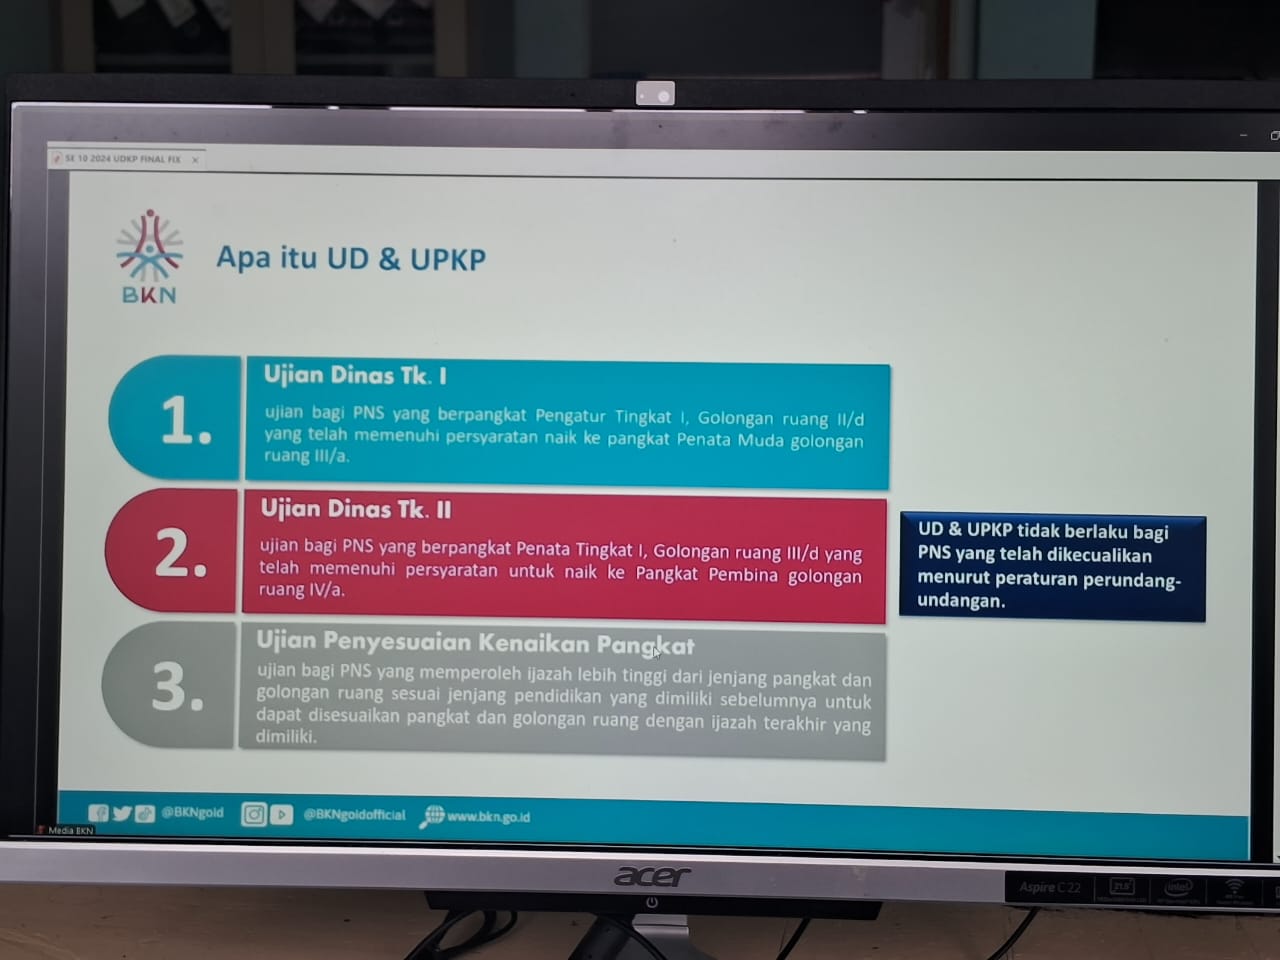 SE 10 2024 UDKP FINAL FIX
BKN
Apa itu UD & UPKP
1.
Ujian Dinas Tk. I
ujian bagi PNS yang berpangkat Pengatur Tingkat I, Golongan ruang II/d
yang telah memenuhi persyaratan naik ke pangkat Penata Muda golongan
ruang III/a.
2.
Ujian Dinas Tk. II
ujian bagi PNS yang berpangkat Penata Tingkat I, Golongan ruang III/d yang
telah memenuhi persyaratan untuk naik ke Pangkat Pembina golongan
ruang IV/a.
UD & UPKP tidak berlaku bagi
PNS yang telah dikecualikan
menurut peraturan perundang-
undangan.
3.
Ujian Penyesuaian Kenaikan Pangkat
ujian bagi PNS yang memperoleh ijazah lebih tinggi dari jenjang pangkat dan
golongan ruang sesuai jenjang pendidikan yang dimiliki sebelumnya untuk
dapat disesuaikan pangkat dan golongan ruang dengan ijazah terakhir yang
dimiliki.
@BKNgoid
@BKNgoidofficial
www.bkn.go.id
Media BKN
acer
Aspire C 22
21.5"
intel